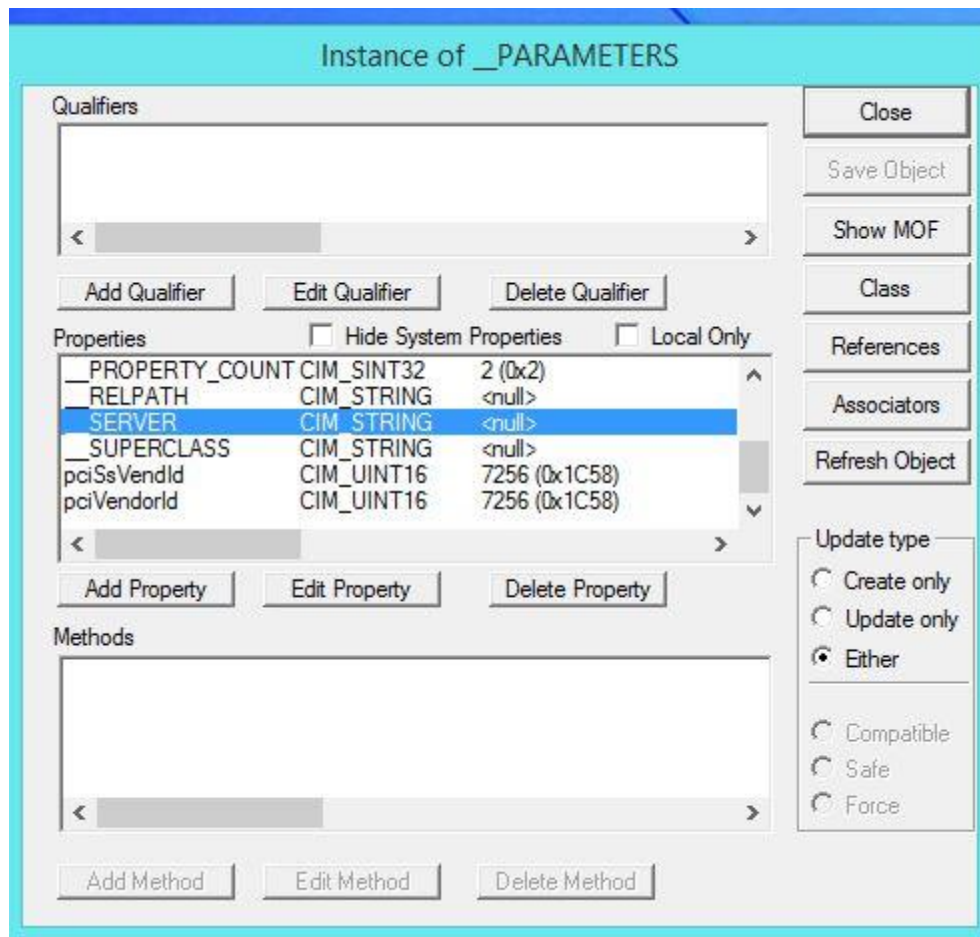 Instance of __PARAMETERS
Qualifiers
Close
Save Object
Show MOF
Add Qualifier Edit Qualifier Delete Qualifier
Class
Properties Hide System Properties Local Only
References
__PROPERTY_COUNT CIM_SINT32 2 (0x2)
__RELPATH CIM_STRING <null>
__SERVER CIM_STRING <null>
__SUPERCLASS CIM_STRING <null>
pciSsVendId CIM_UINT16 7256 (0x1C58)
pciVendorId CIM_UINT16 7256 (0x1C58)
Associators
Refresh Object
Add Property Edit Property Delete Property
Update type
Create only
Update only
Either
Compatible
Safe
Force
Methods
Add Method Edit Method Delete Method